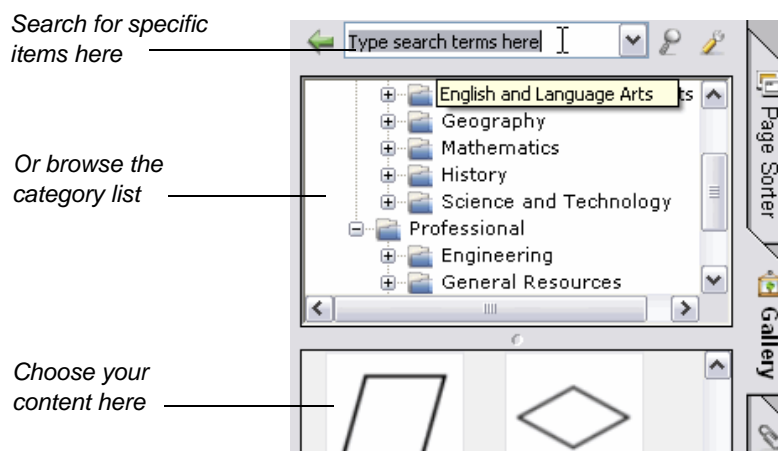 Search for specific
items here
Type search terms here
English and Language Arts
ts
Geography
Mathematics
History
Science and Technology
Professional
Engineering
General Resources
Or browse the
category list
Choose your
content here
Page Sorter
Gallery